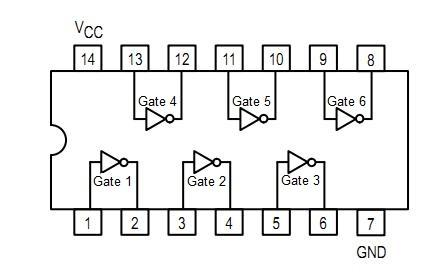 VCC
14 13 12 11 10 9 8
Gate 4 Gate 5 Gate 6
Gate 1 Gate 2 Gate 3
1 2 3 4 5 6 7
GND